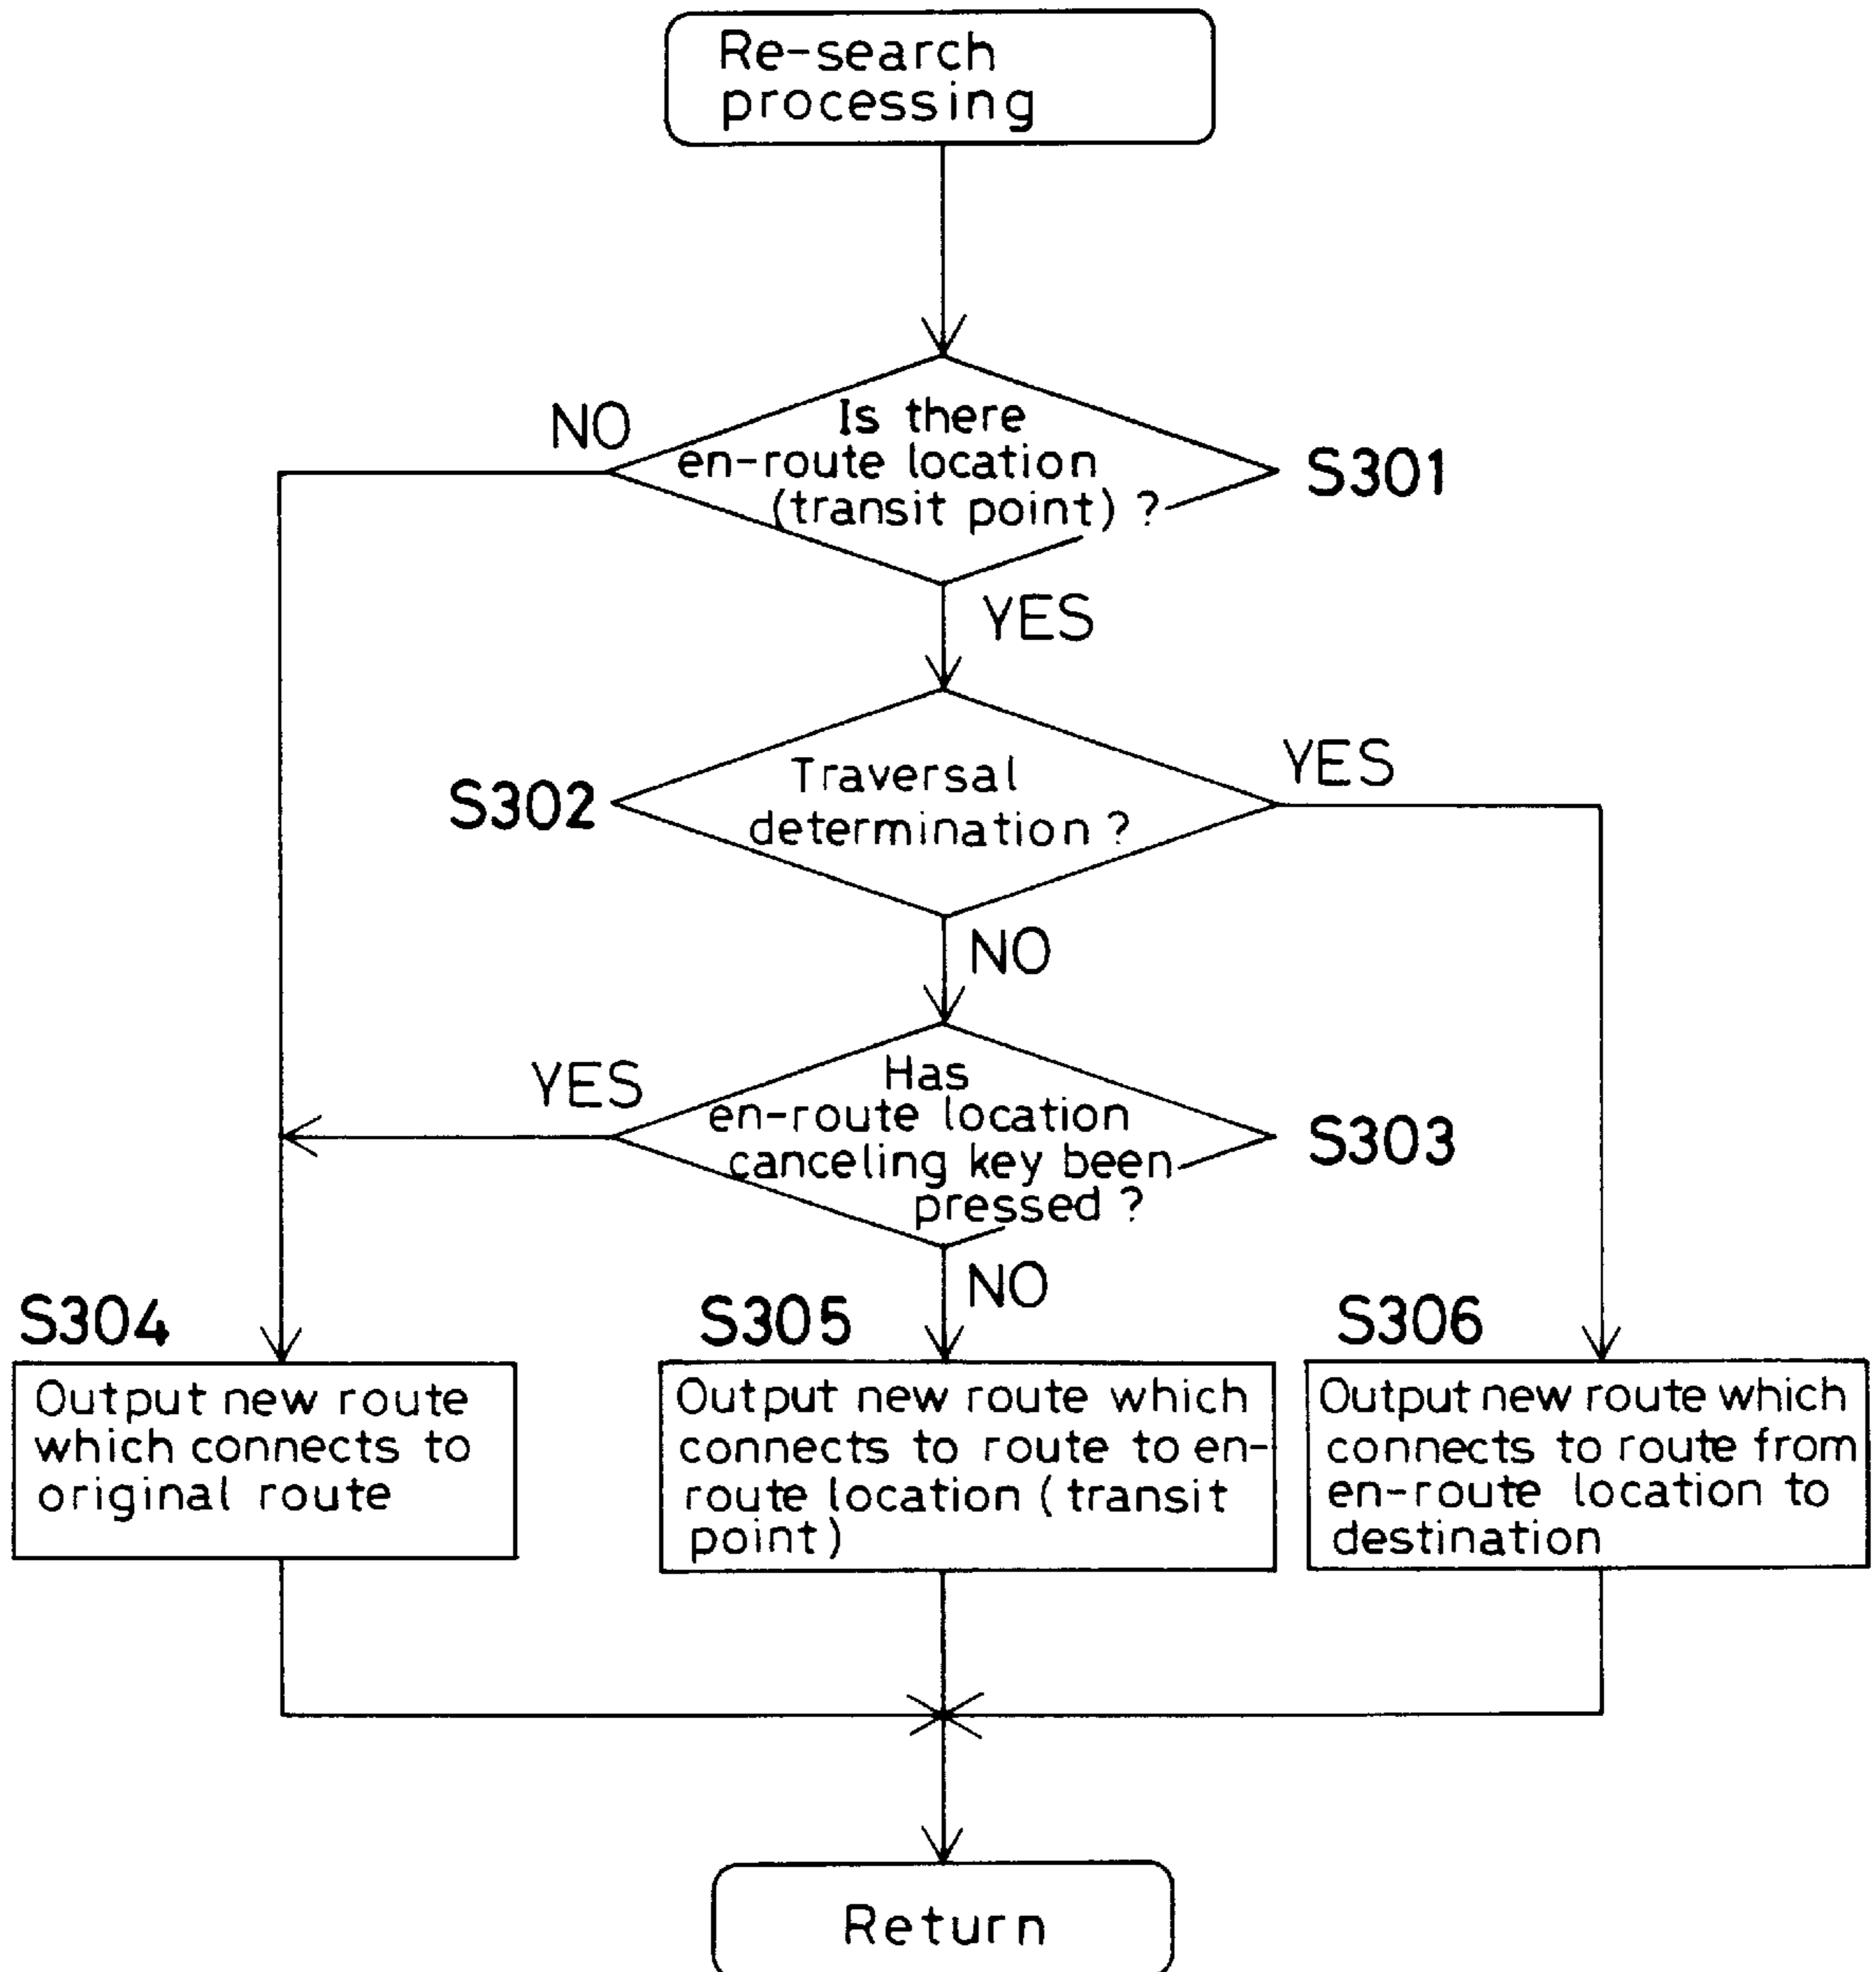 Re-search
processing
NO
Is there
en-route location
(transit point) ?
S301
YES
S302
Traversal
determination ?
YES
NO
YES
Has
en-route location
canceling key been
pressed ?
S303
NO
S304
S305
S306
Output new route
which connects to
original route
Output new route which
connects to route to en-
route location (transit
point)
Output new route which
connects to route from
en-route location to
destination
Return